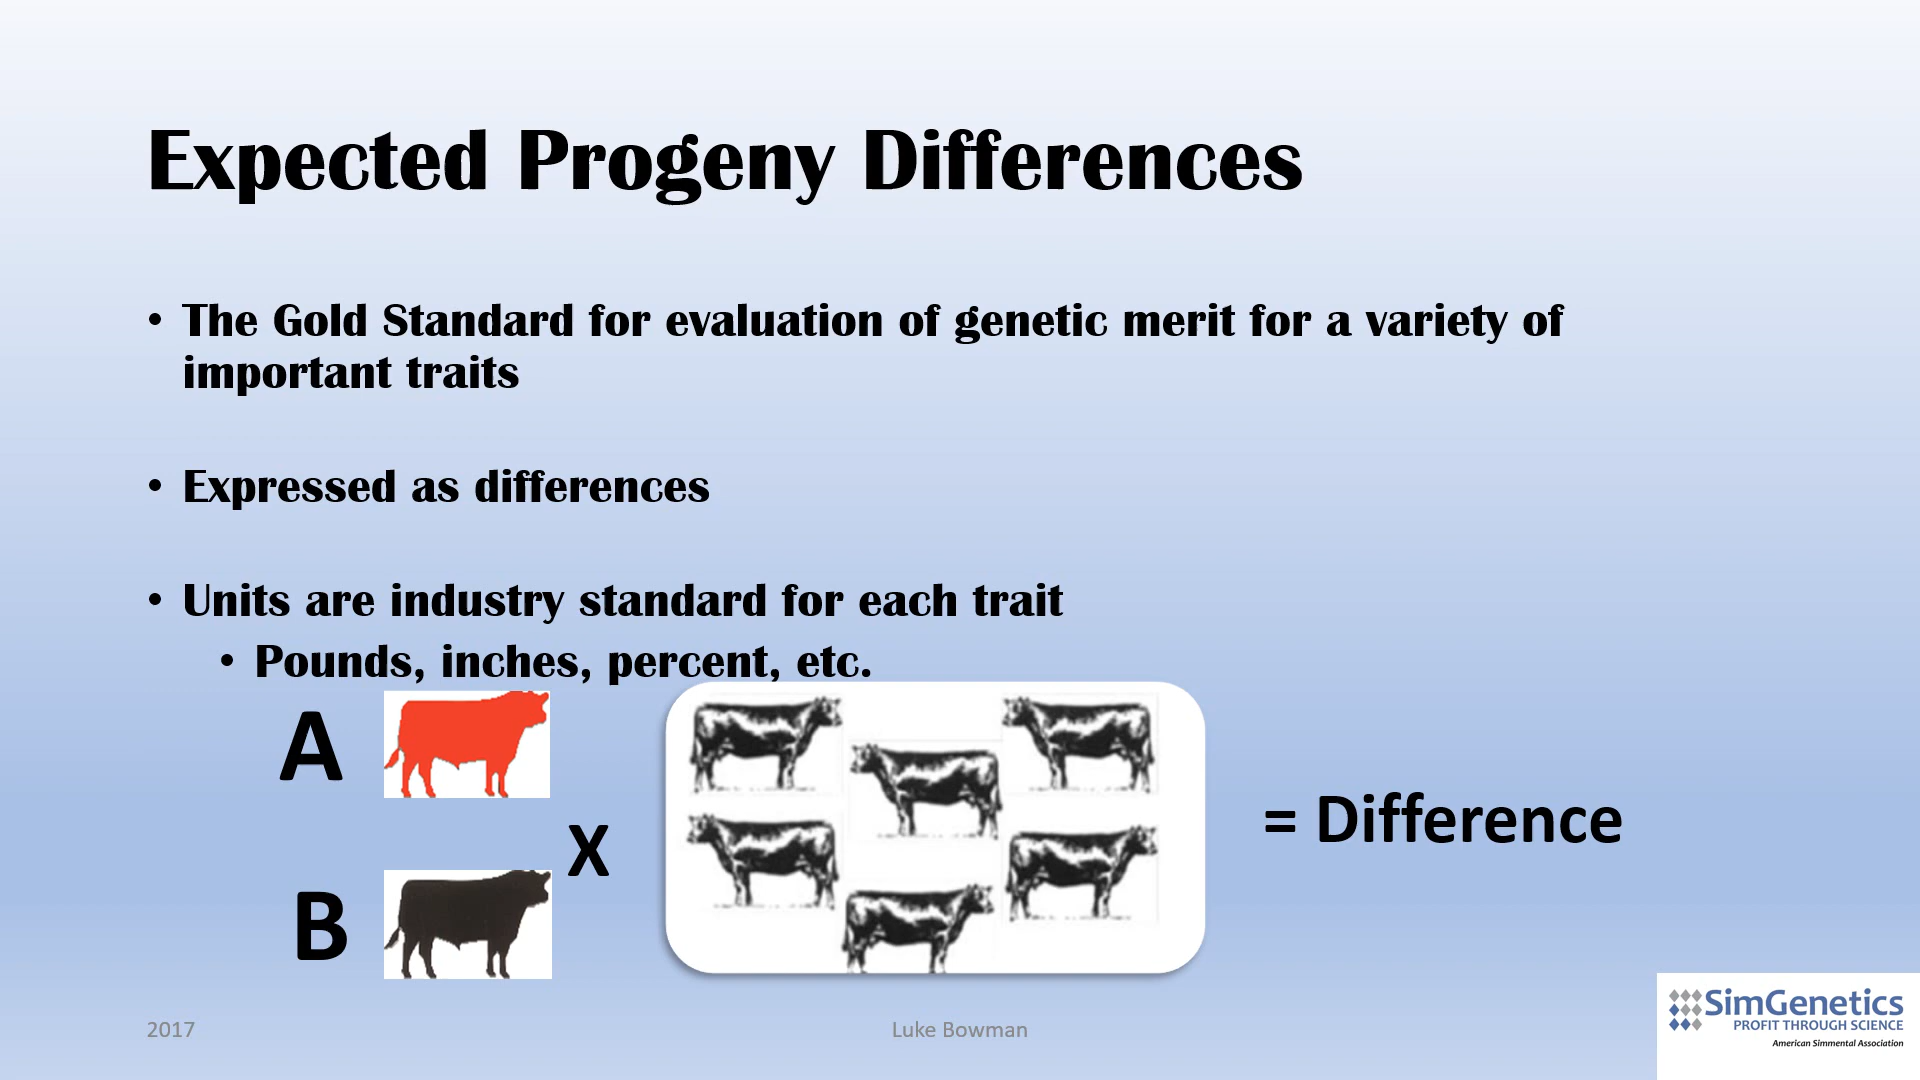 Expected Progeny Differences
• The Gold Standard for evaluation of genetic merit for a variety of
important traits
• Expressed as differences
• Units are industry standard for each trait
• Pounds, inches, percent, etc.
A
X
B
= Difference
2017
Luke Bowman
SimGenetics
PROFIT THROUGH SCIENCE
American Simmental Association